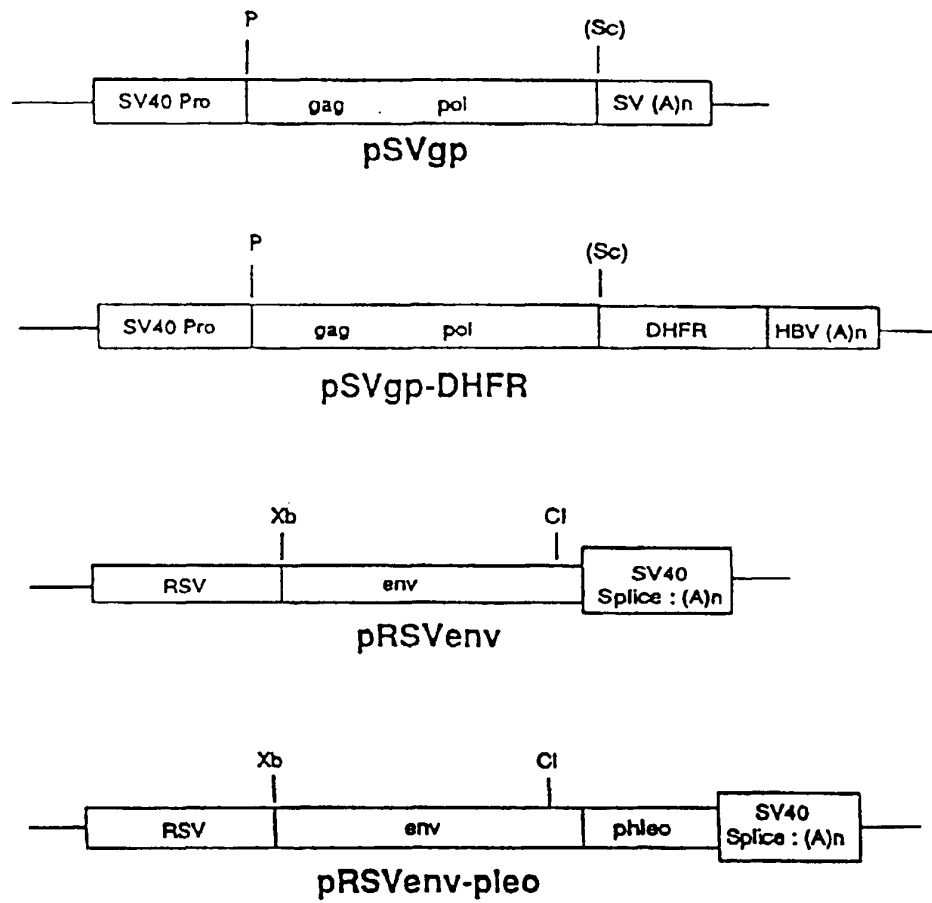 P (Sc)
SV40 Pro gag pol SV (A)n
pSVgp
P (Sc)
SV40 Pro gag pol DHFR HBV (A)n
pSVgp-DHFR
Xb Cl
RSV env SV40
Splice : (A)n
pRSVenv
Xb Cl
RSV env phleo SV40
Splice : (A)n
pRSVenv-pleo